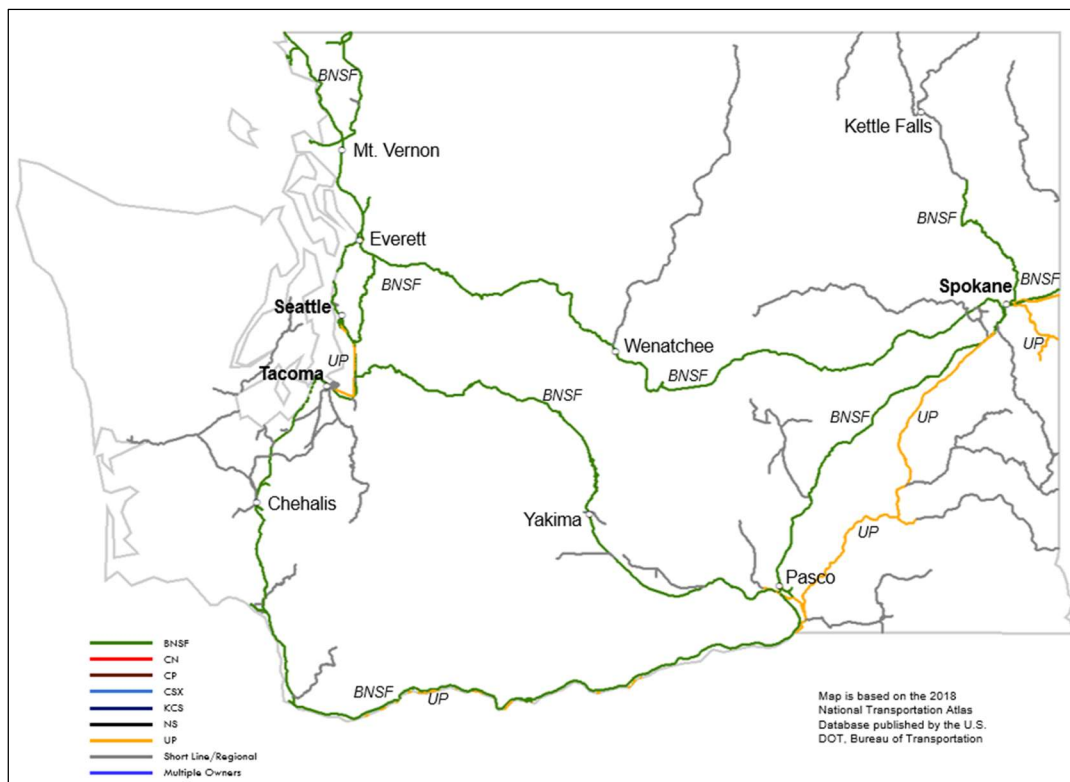 BNSF
Kettle Falls
Mt. Vernon
BNSF
Everett
BNSF
BNSF
BNSF
Spokane
Seattle
UP
Wenatchee
UP
Tacoma
BNSF
BNSF
BNSF
UP
Chehalis
Yakima
UP
Pasco
BNSF
UP
BNSF
CN
CP
CSX
KCS
NS
UP
Short Line/Regional
Multiple Owners
Map is based on the 2018
National Transportation Atlas
Database published by the U.S.
DOT, Bureau of Transportation